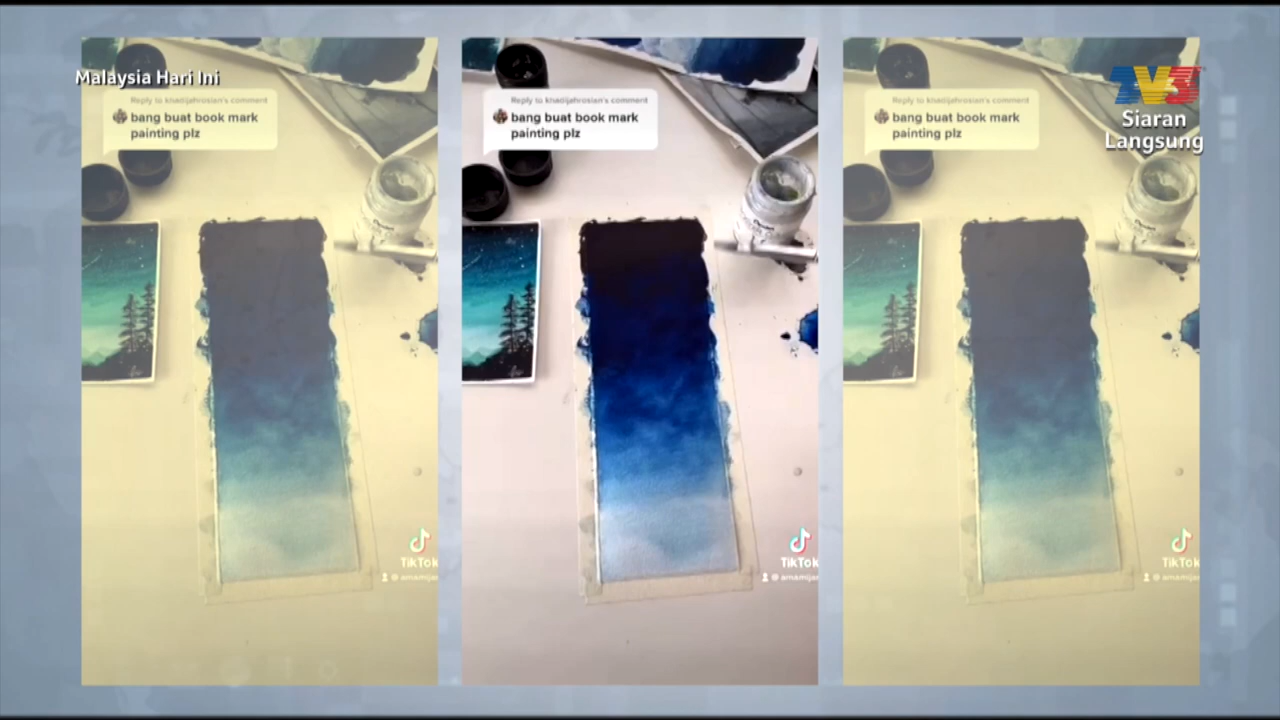 Malaysia Hari Ini
TV3
Siaran
Langsung
Reply to khadijahrosian's comment
bang buat book mark
painting plz
TikTok
Reply to khadijahrosian's comment
bang buat book mark
painting plz
TikTok
Reply to khadijahrosian's comment
bang buat book mark
painting plz
TikTok